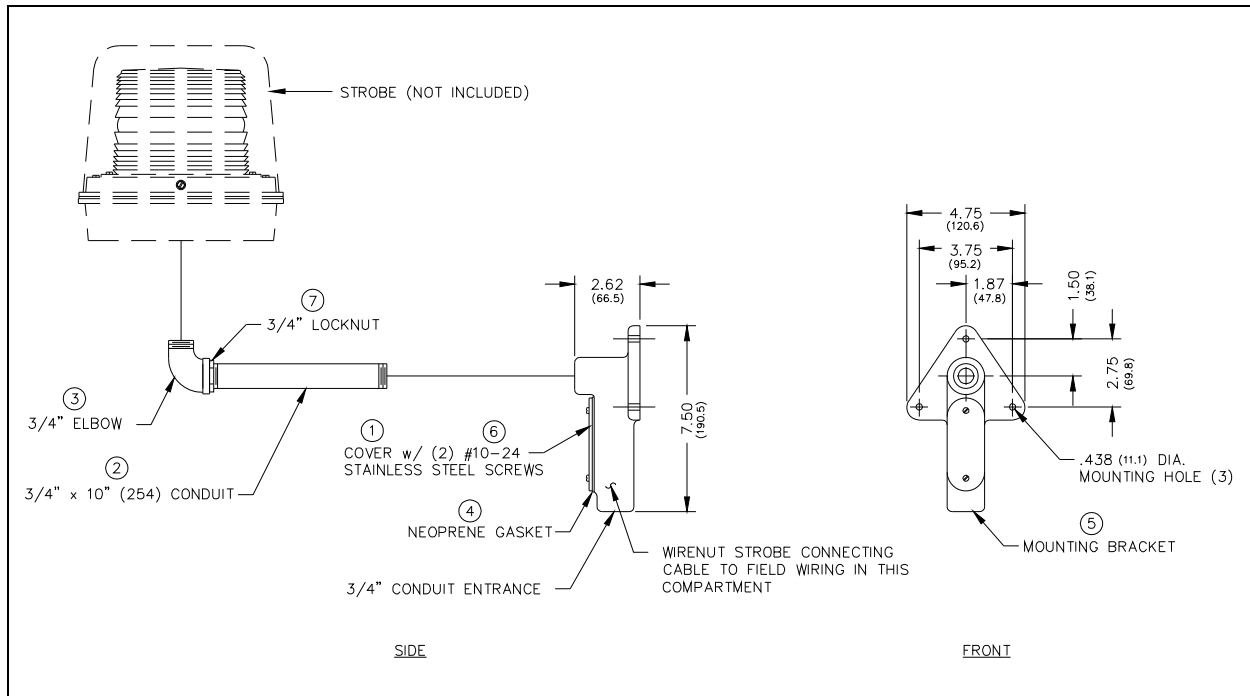 STROBE (NOT INCLUDED)
⑦
3/4" LOCKNUT
③
3/4" ELBOW
②
3/4" x 10" (254) CONDUIT
① ⑥
COVER w/ (2) #10-24
STAINLESS STEEL SCREWS
④
NEOPRENE GASKET
3/4" CONDUIT ENTRANCE
WIRENUT STROBE CONNECTING
CABLE TO FIELD WIRING IN THIS
COMPARTMENT
2.62
(66.5)
7.50
(190.5)
SIDE
4.75
(120.6)
3.75
(95.2)
1.87
(47.8)
1.50
(38.1)
2.75
(69.8)
.438 (11.1) DIA.
MOUNTING HOLE (3)
⑤
MOUNTING BRACKET
FRONT